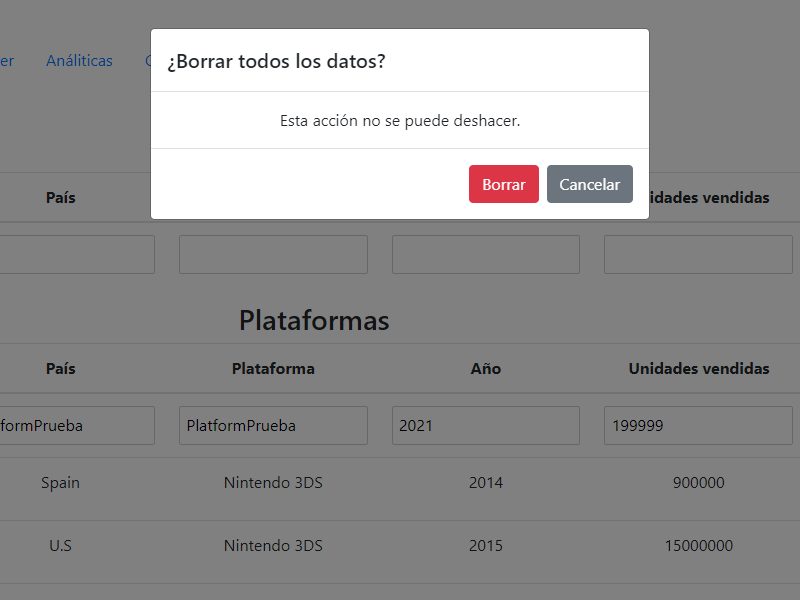 ¿Borrar todos los datos?
Esta acción no se puede deshacer.
Borrar Cancelar
er Análiticas
País idades vendidas
Plataformas
País Plataforma Año Unidades vendidas
formPrueba PlatformPrueba 2021 199999
Spain Nintendo 3DS 2014 900000
U.S Nintendo 3DS 2015 15000000